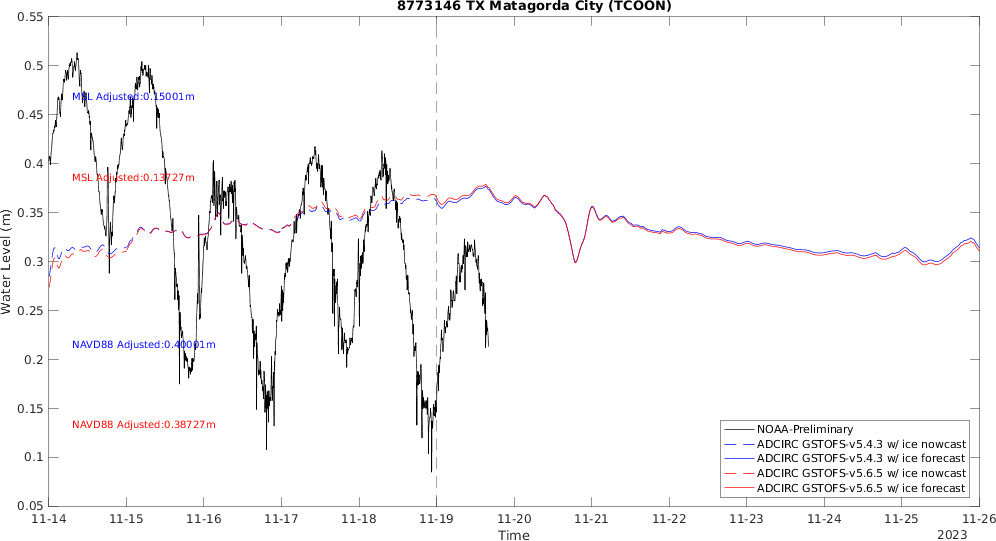 8773146 TX Matagorda City (TCOON)
Water Level (m)
0.55
0.5
0.45
0.4
0.35
0.3
0.25
0.2
0.15
0.1
0.05
MSL Adjusted:0.15001m
MSL Adjusted:0.13727m
NAVD88 Adjusted:0.40001m
NAVD88 Adjusted:0.38727m
NOAA-Preliminary
ADCIRC GSTOFS-v5.4.3 w/ ice nowcast
ADCIRC GSTOFS-v5.4.3 w/ ice forecast
ADCIRC GSTOFS-v5.6.5 w/ ice nowcast
ADCIRC GSTOFS-v5.6.5 w/ ice forecast
11-14 11-15 11-16 11-17 11-18 11-19 11-20 11-21 11-22 11-23 11-24 11-25 11-26
Time
2023